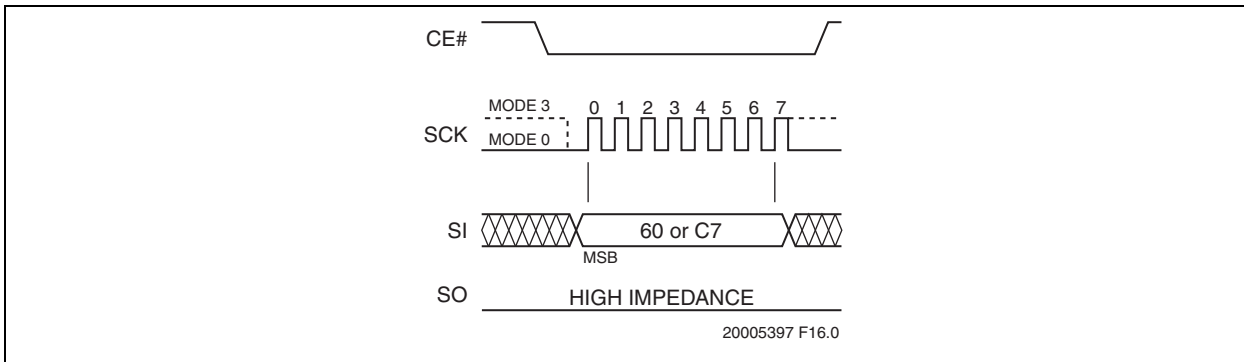 CE#
MODE 3
0 1 2 3 4 5 6 7
SCK
MODE 0
SI
60 or C7
MSB
SO
HIGH IMPEDANCE
20005397 F16.0